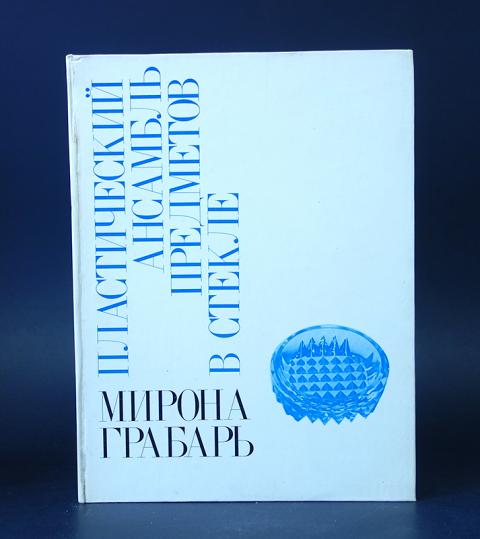 ПЛАСТИЧЕСКИЙ
АНСАМБЛЬ
ПРЕДМЕТОВ
В СТЕКЛЕ
МИРОНА
ГРАБАРЬ